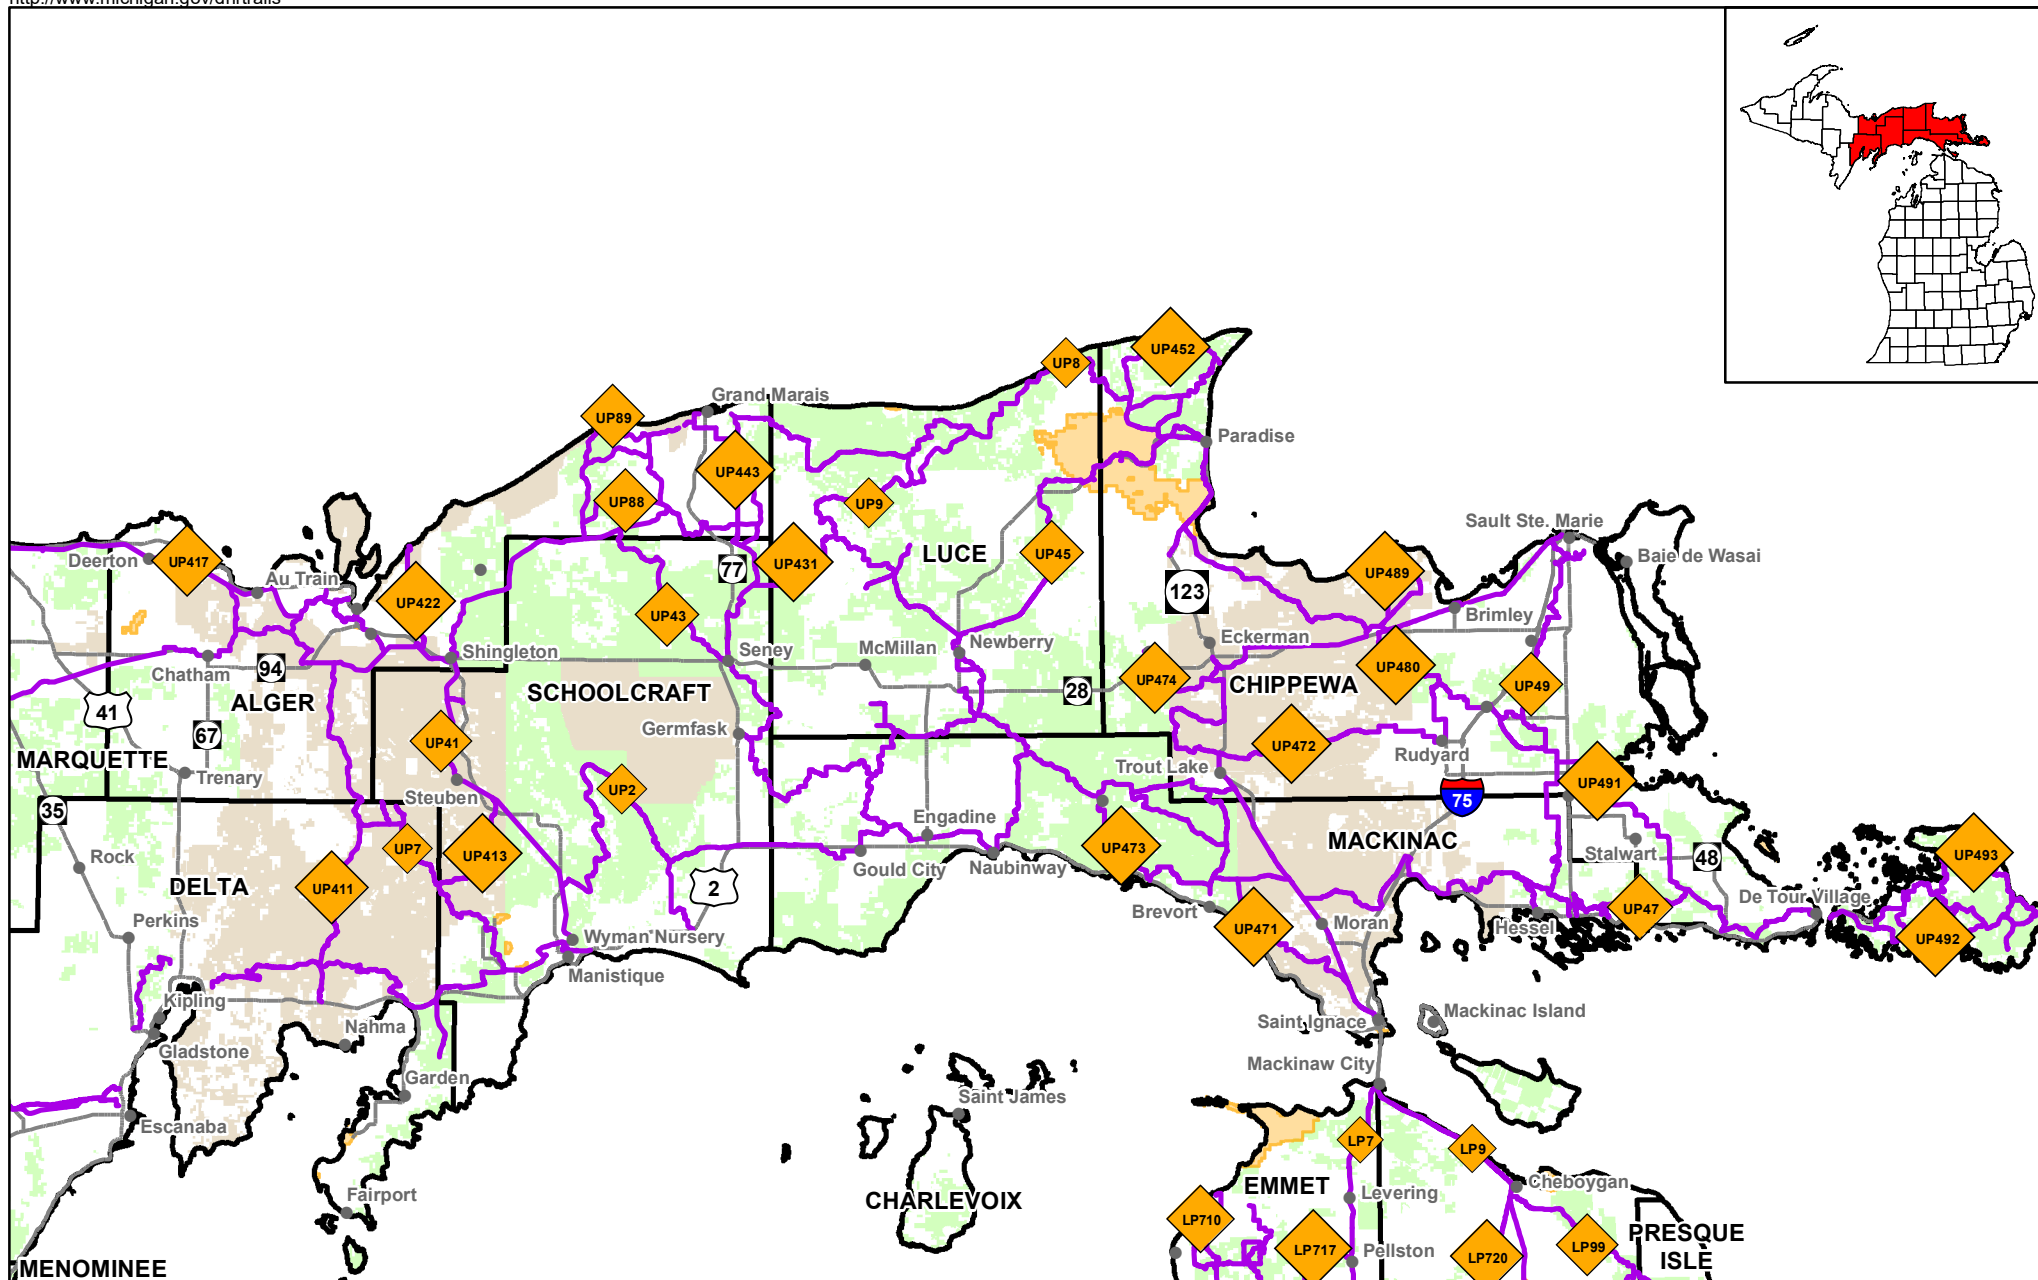 http://www.michigan.gov/dnrtrails
UP452
UP8
Grand Marais
UP89
Paradise
UP443
UP88
UP9
Sault Ste. Marie
Deerton
UP417
LUCE
UP45
Baie de Wasai
77
UP431
UP489
Au Train
UP422
123
UP43
Brimley
Eckerman
Shingleton
Seney
McMillan
Newberry
Chatham
94
SCHOOLCRAFT
28
UP474
CHIPPEWA
UP480
UP49
ALGER
41
67
Germfask
UP41
UP472
Rudyard
MARQUETTE
Trenary
Trout Lake
UP2
Steuben
75
UP491
35
Engadine
MACKINAC
Rock
UP7
UP413
UP473
Stalwart
48
UP493
DELTA
UP411
Gould City
Naubinway
2
De Tour Village
Perkins
Brevort
UP47
Wyman Nursery
UP471
Moran
Hessel
UP492
Manistique
Kipling
Mackinac Island
Nahma
Saint Ignace
Gladstone
Mackinaw City
Garden
Saint James
Escanaba
LP7
LP9
Fairport
CHARLEVOIX
EMMET
Levering
Cheboygan
LP710
LP717
Pellston
LP720
LP99
PRESQUE
ISLE
MENOMINEE